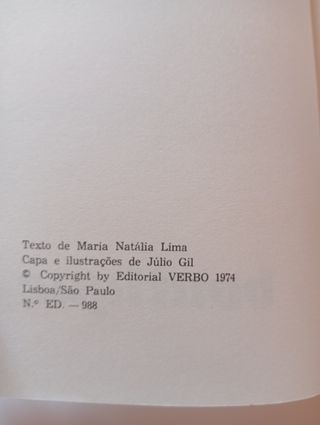 Texto de Maria Natália Lima
Capa e ilustrações de Júlio Gil
© Copyright by Editorial VERBO 1974
Lisboa/São Paulo
N.º ED. — 988